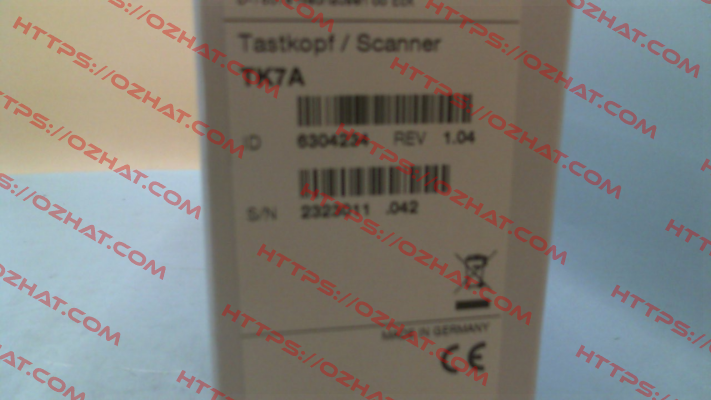 Tastkopf / Scanner
TK7A
ID 6304234 REV 1.04
S/N 2323011 .042
MADE IN GERMANY
CE
HTTPS://OZHAT.COM